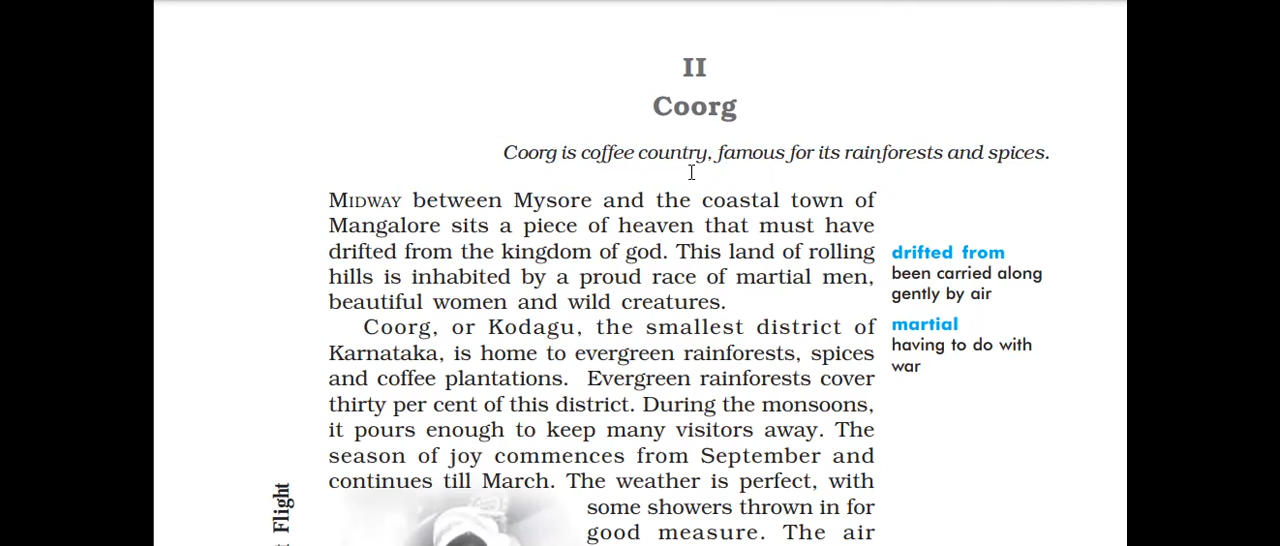 II
Coorg
Coorg is coffee country, famous for its rainforests and spices.
MIDWAY between Mysore and the coastal town of
Mangalore sits a piece of heaven that must have
drifted from the kingdom of god. This land of rolling
hills is inhabited by a proud race of martial men,
beautiful women and wild creatures.
Coorg, or Kodagu, the smallest district of
Karnataka, is home to evergreen rainforests, spices
and coffee plantations. Evergreen rainforests cover
thirty per cent of this district. During the monsoons,
it pours enough to keep many visitors away. The
season of joy commences from September and
continues till March. The weather is perfect, with
some showers thrown in for
good measure. The air
drifted from
been carried along
gently by air
martial
having to do with
war
Flight